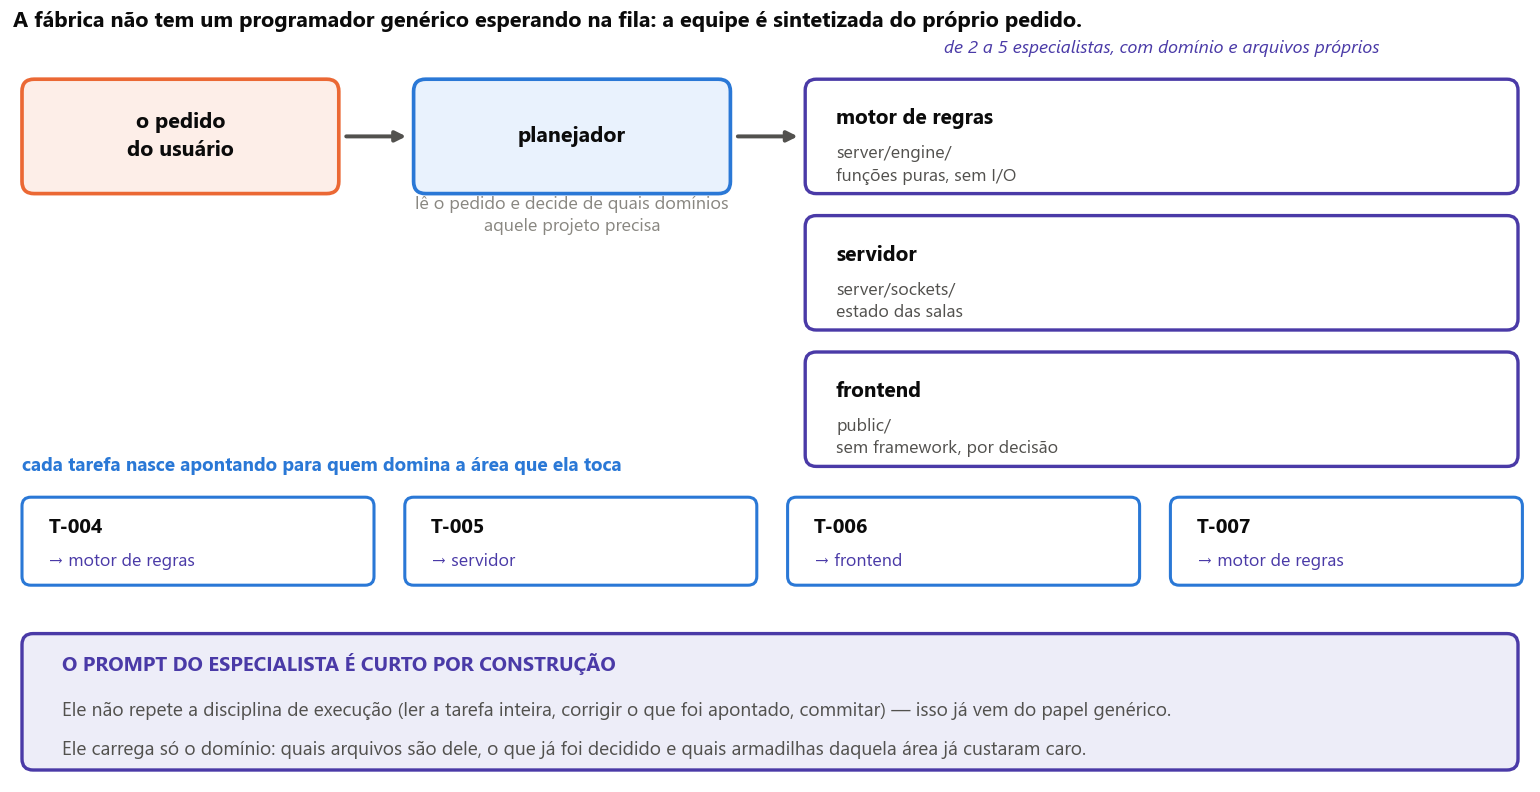 A fábrica não tem um programador genérico esperando na fila: a equipe é sintetizada do próprio pedido.
de 2 a 5 especialistas, com domínio e arquivos próprios
o pedido
do usuário
planejador
lê o pedido e decide de quais domínios
aquele projeto precisa
motor de regras
server/engine/
funções puras, sem I/O
servidor
server/sockets/
estado das salas
frontend
public/
sem framework, por decisão
cada tarefa nasce apontando para quem domina a área que ela toca
T-004
→ motor de regras
T-005
→ servidor
T-006
→ frontend
T-007
→ motor de regras
O PROMPT DO ESPECIALISTA É CURTO POR CONSTRUÇÃO
Ele não repete a disciplina de execução (ler a tarefa inteira, corrigir o que foi apontado, commitar) — isso já vem do papel genérico.
Ele carrega só o domínio: quais arquivos são dele, o que já foi decidido e quais armadilhas daquela área já custaram caro.